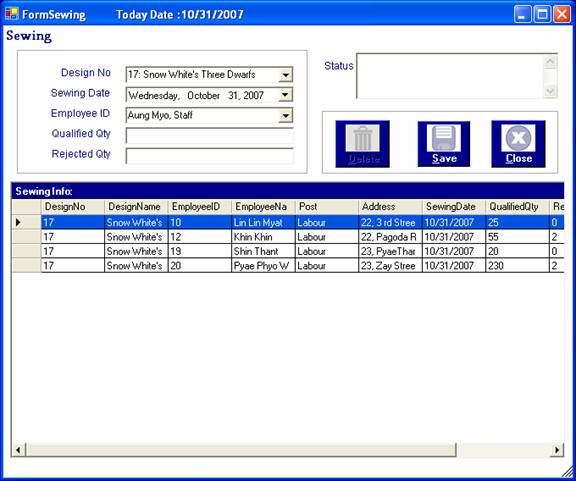 FormSewing Today Date :10/31/2007
Sewing
Design No 17: Snow White's Three Dwarfs
Status
Sewing Date Wednesday, October 31, 2007
Employee ID Aung Myo, Staff
Qualified Qty
Rejected Qty
Delete Save Close
Sewing Info:
DesignNo DesignName EmployeeID EmployeeNa Post Address SewingDate QualifiedQty Re
17 Snow White's 10 Lin Lin Myat Labour 22, 3 rd Stree 10/31/2007 25 0
17 Snow White's 12 Khin Khin Labour 22, Pagoda R 10/31/2007 55 2
17 Snow White's 19 Shin Thant Labour 23, PyaeThar 10/31/2007 20 0
17 Snow White's 20 Pyae Phyo W Labour 23, Zay Stree 10/31/2007 230 2